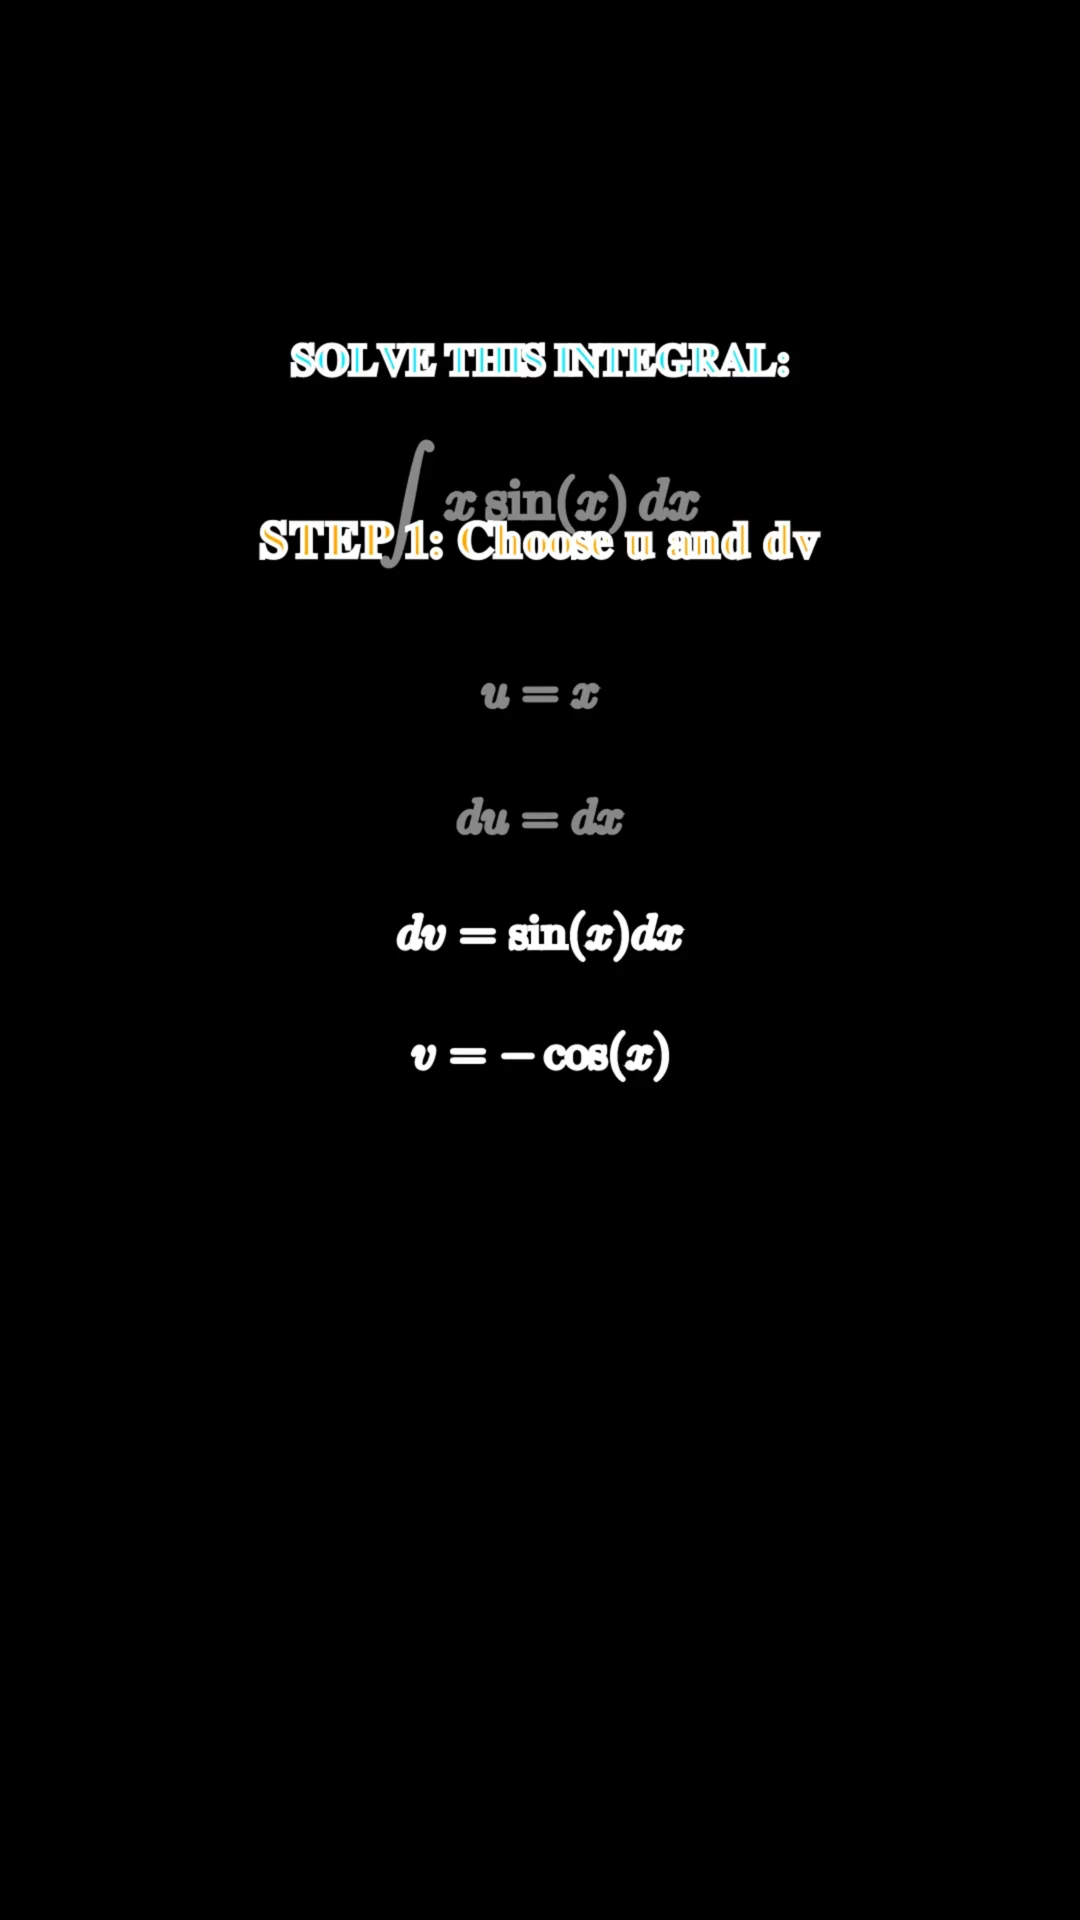 SOLVE THIS INTEGRAL:
∫ x sin(x) dx
STEP 1: Choose u and dv
u = x
du = dx
dv = sin(x)dx
v = − cos(x)